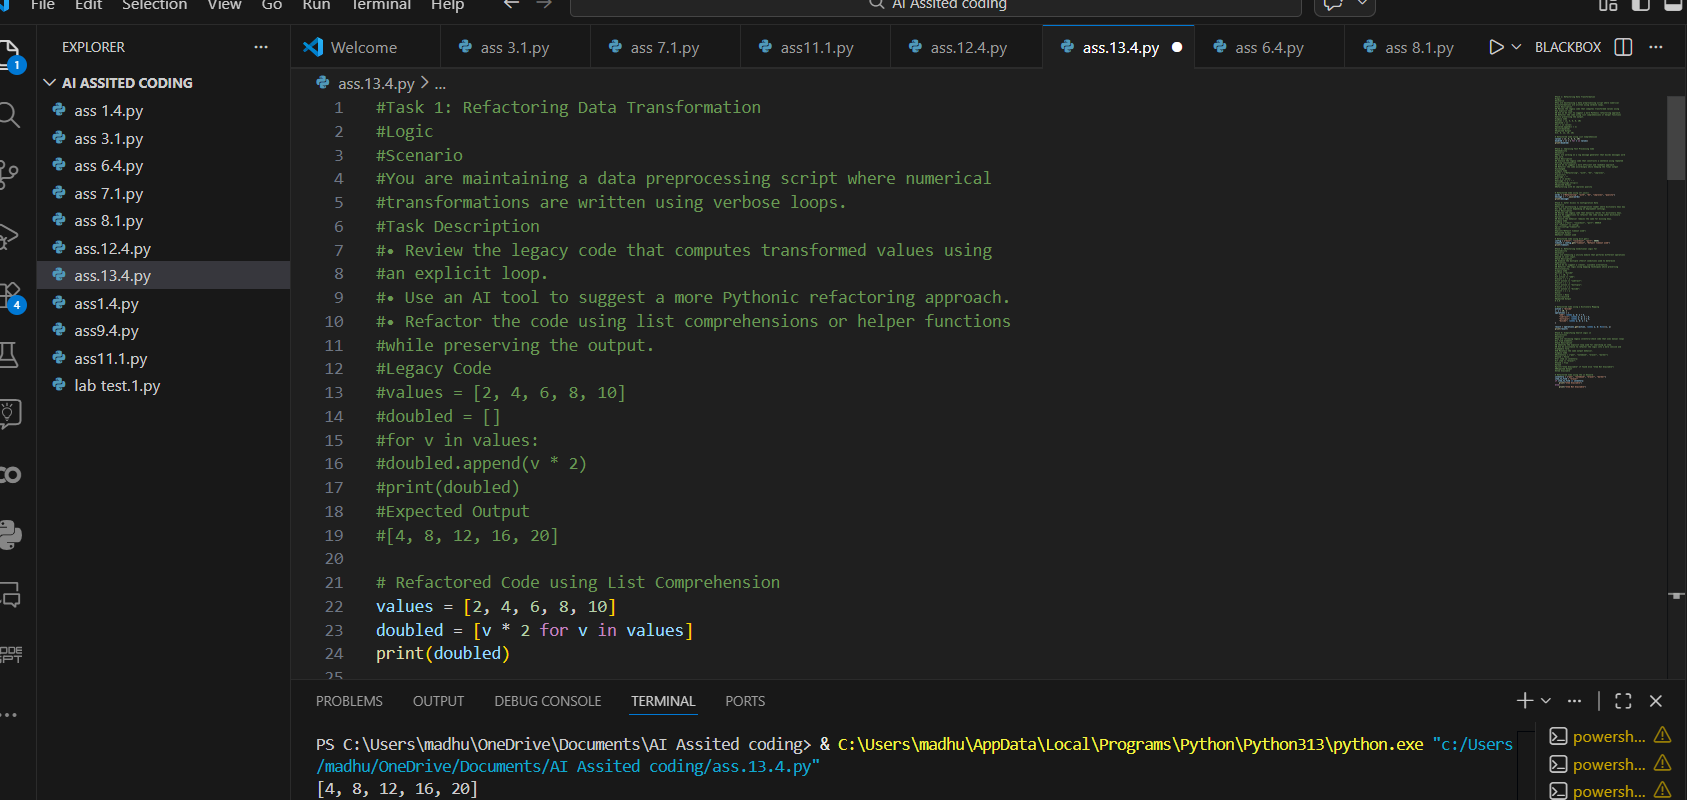 File Edit Selection View Go Run Terminal Help
AI Assited coding
EXPLORER
Welcome
ass 3.1.py
ass 7.1.py
ass11.1.py
ass.12.4.py
ass.13.4.py
ass 6.4.py
ass 8.1.py
BLACKBOX
1
AI ASSITED CODING
ass 1.4.py
ass 3.1.py
ass 6.4.py
ass 7.1.py
ass 8.1.py
ass.12.4.py
ass.13.4.py
4
ass1.4.py
ass9.4.py
ass11.1.py
lab test.1.py
ass.13.4.py > ...
1 #Task 1: Refactoring Data Transformation
2 #Logic
3 #Scenario
4 #You are maintaining a data preprocessing script where numerical
5 #transformations are written using verbose loops.
6 #Task Description
7 #• Review the legacy code that computes transformed values using
8 #an explicit loop.
9 #• Use an AI tool to suggest a more Pythonic refactoring approach.
10 #• Refactor the code using list comprehensions or helper functions
11 #while preserving the output.
12 #Legacy Code
13 #values = [2, 4, 6, 8, 10]
14 #doubled = []
15 #for v in values:
16 #doubled.append(v * 2)
17 #print(doubled)
18 #Expected Output
19 #[4, 8, 12, 16, 20]
20
21 # Refactored Code using List Comprehension
22 values = [2, 4, 6, 8, 10]
23 doubled = [v * 2 for v in values]
24 print(doubled)
25
PROBLEMS OUTPUT DEBUG CONSOLE TERMINAL PORTS
PS C:\Users\madhu\OneDrive\Documents\AI Assited coding> & C:\Users\madhu\AppData\Local\Programs\Python\Python313\python.exe "c:/Users
/madhu/OneDrive/Documents/AI Assited coding/ass.13.4.py"
[4, 8, 12, 16, 20]
powersh...
powersh...
powersh...